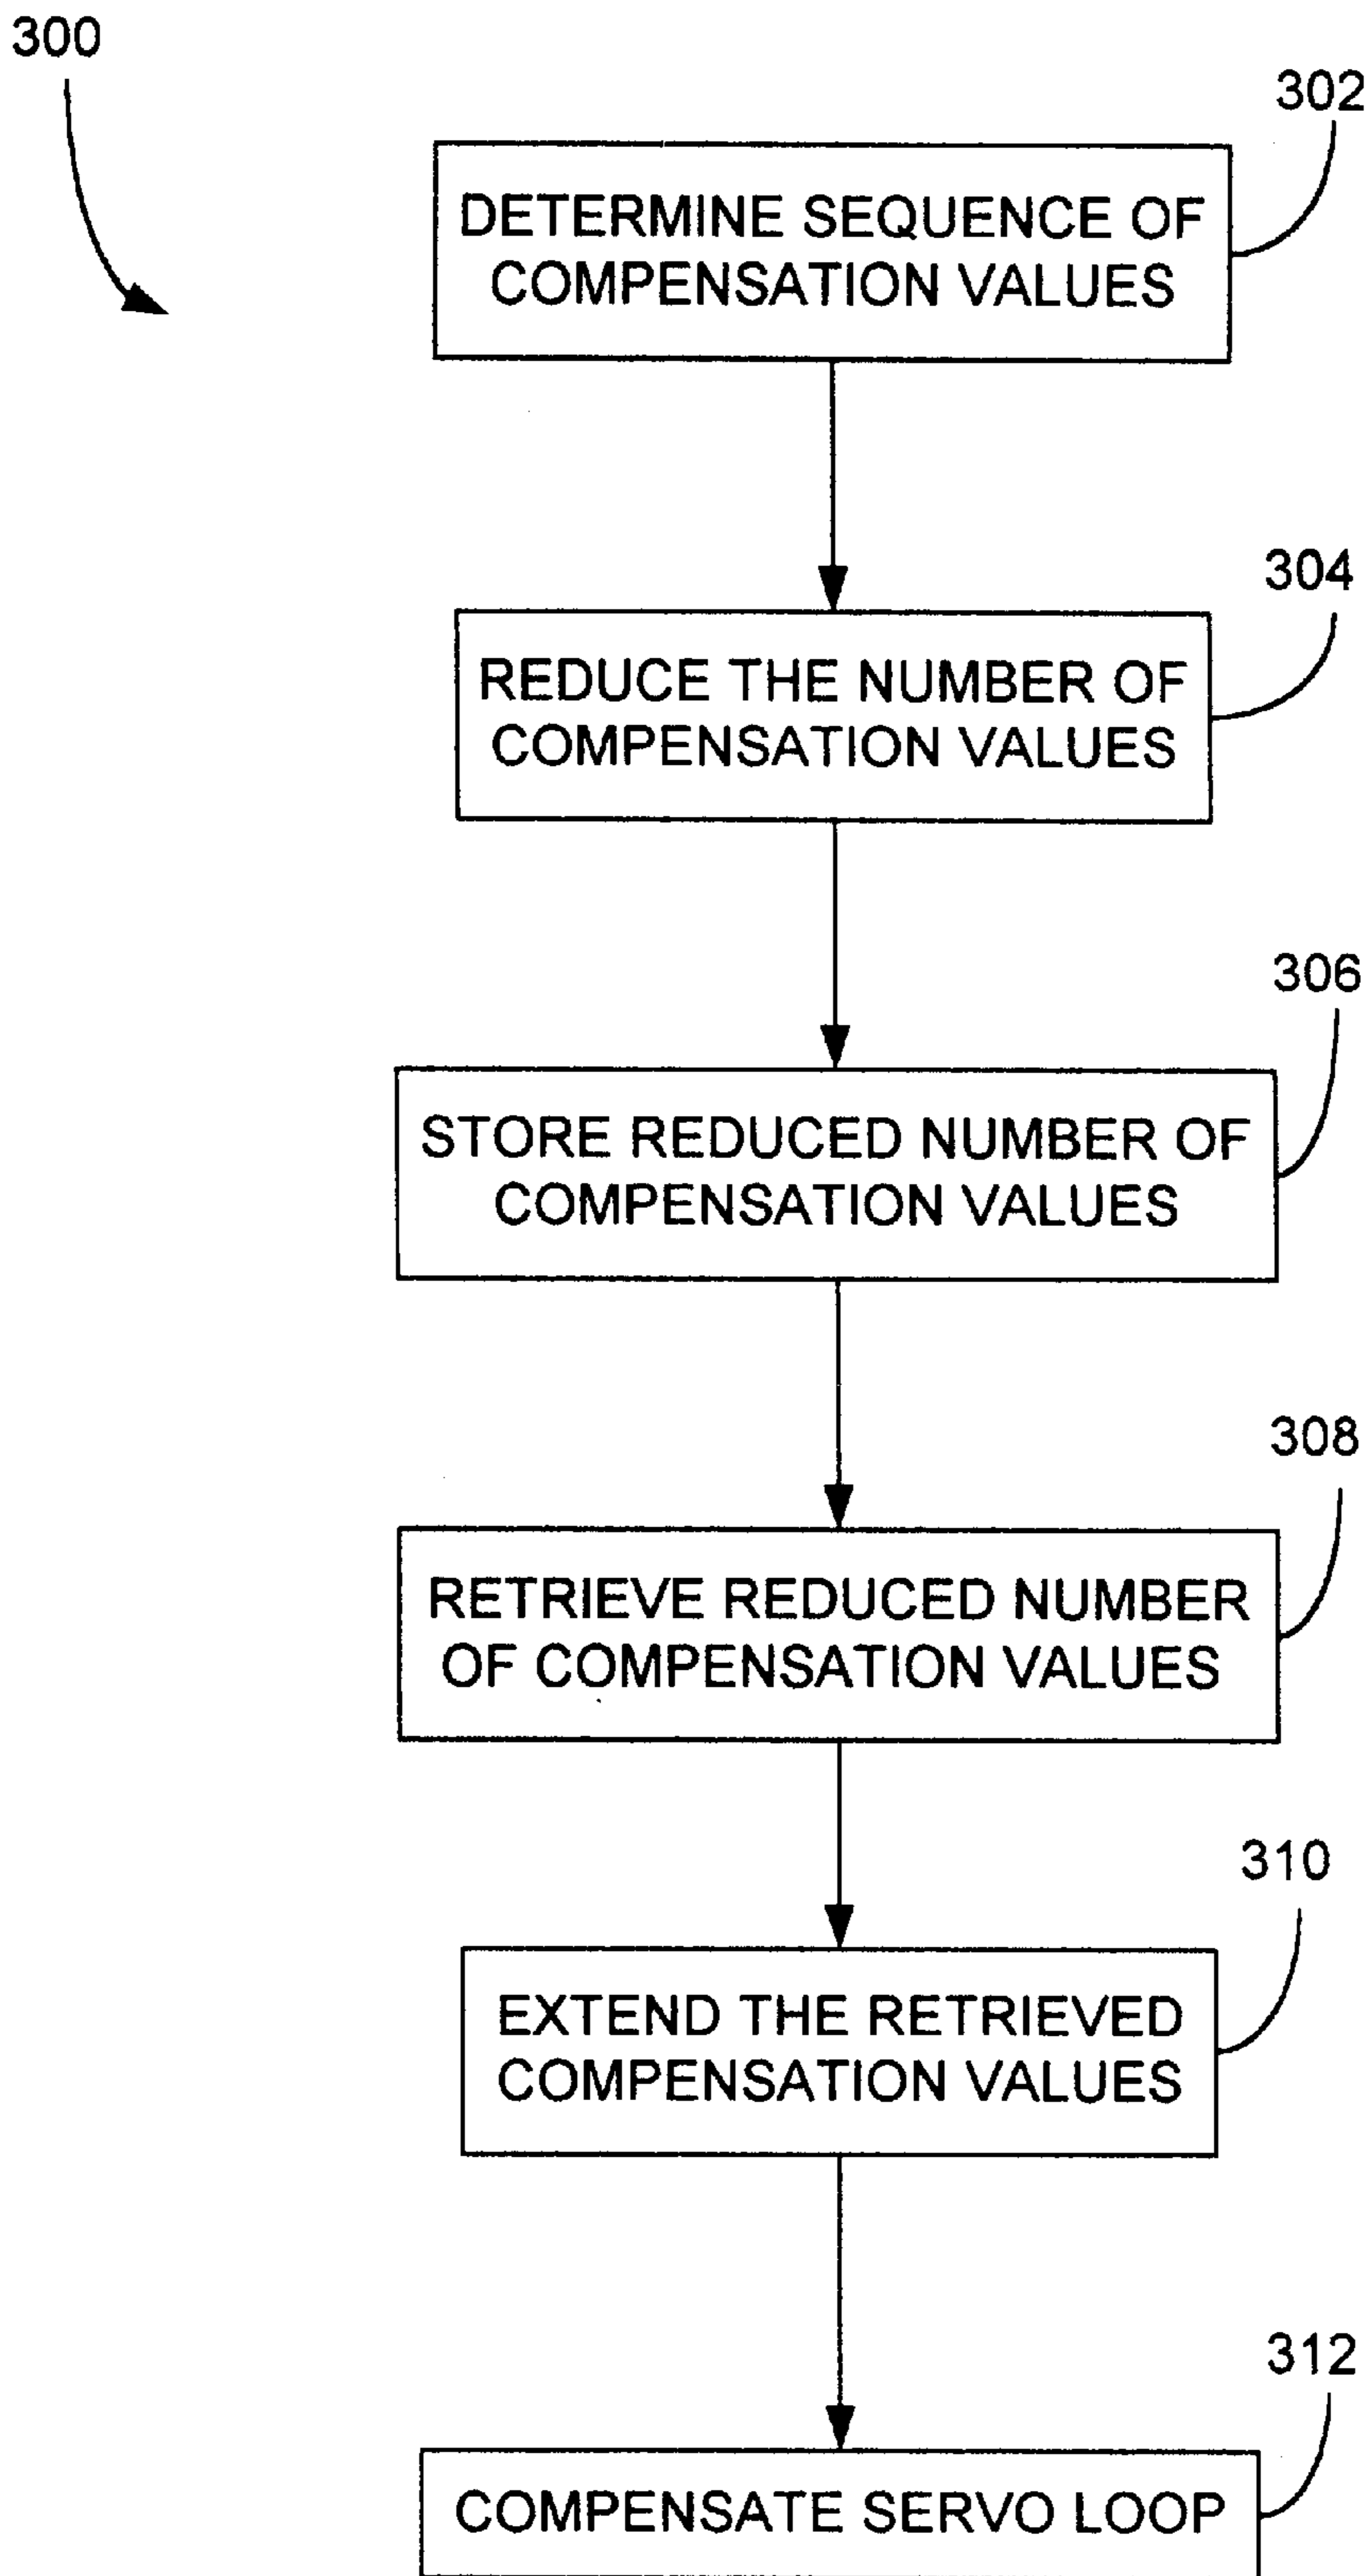 300
302
DETERMINE SEQUENCE OF
COMPENSATION VALUES
304
REDUCE THE NUMBER OF
COMPENSATION VALUES
306
STORE REDUCED NUMBER OF
COMPENSATION VALUES
308
RETRIEVE REDUCED NUMBER
OF COMPENSATION VALUES
310
EXTEND THE RETRIEVED
COMPENSATION VALUES
312
COMPENSATE SERVO LOOP